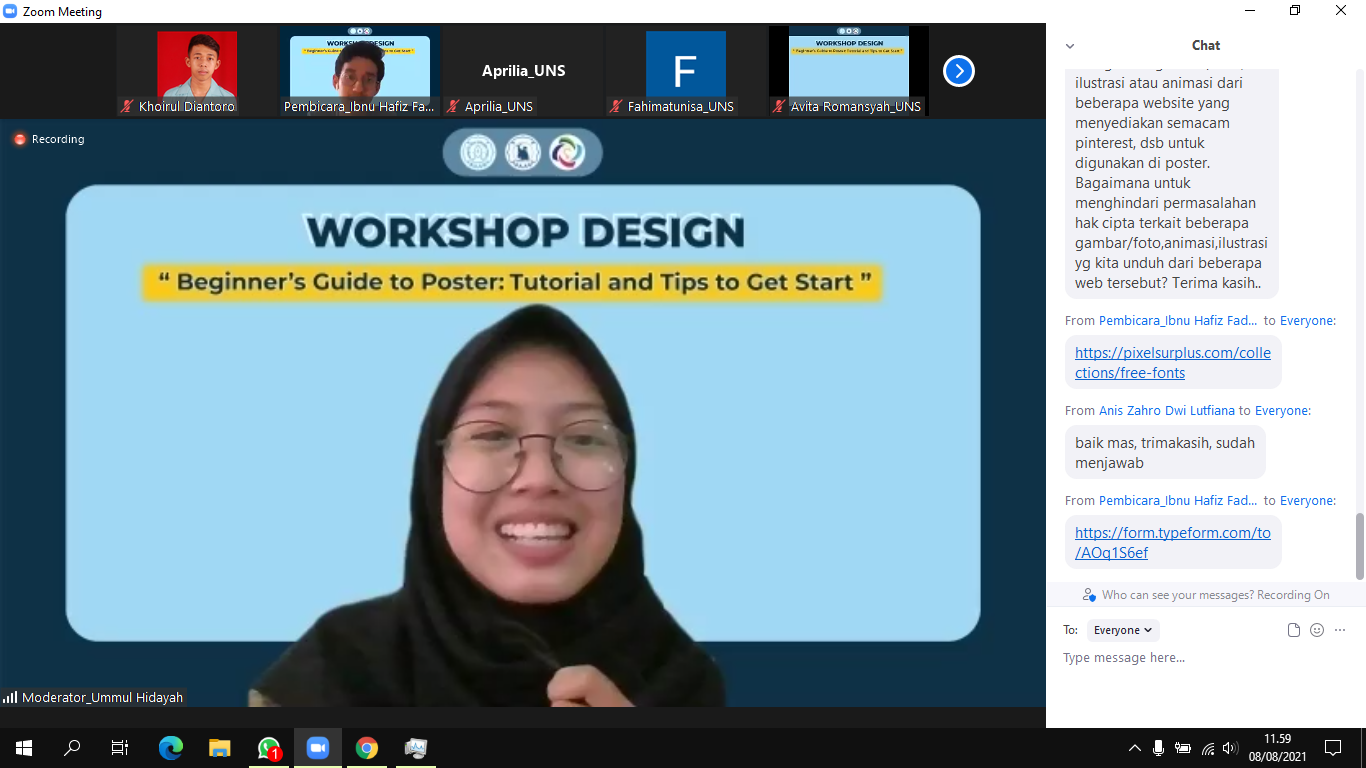 Zoom Meeting
WORKSHOP DESIGN
Aprilia_UNS
F
Khoirul Diantoro
Pembicara_Ibnu Hafiz Fa...
Aprilia_UNS
Fahimatunisa_UNS
Avita Romansyah_UNS
Recording
WORKSHOP DESIGN
“ Beginner’s Guide to Poster: Tutorial and Tips to Get Start ”
Moderator_Ummul Hidayah
Chat
ilustrasi atau animasi dari
beberapa website yang
menyediakan semacam
pinterest, dsb untuk
digunakan di poster.
Bagaimana untuk
menghindari permasalahan
hak cipta terkait beberapa
gambar/foto,animasi,ilustrasi
yg kita unduh dari beberapa
web tersebut? Terima kasih..
From Pembicara_Ibnu Hafiz Fad... to Everyone:
https://pixelsurplus.com/colle
ctions/free-fonts
From Anis Zahro Dwi Lutfiana to Everyone:
baik mas, trimakasih, sudah
menjawab
From Pembicara_Ibnu Hafiz Fad... to Everyone:
https://form.typeform.com/to
/AOq1S6ef
Who can see your messages? Recording On
To: Everyone
Type message here...
1
11.59
08/08/2021